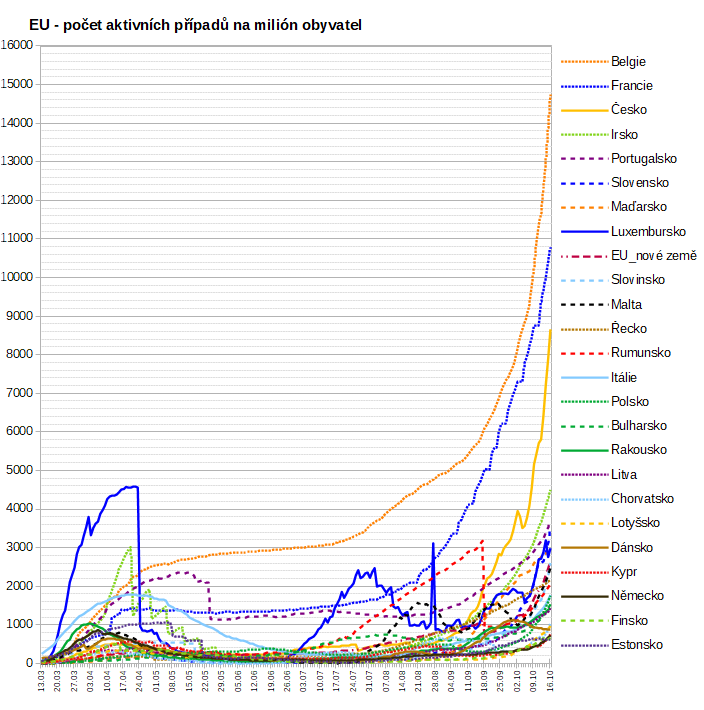 EU - počet aktivních případů na milión obyvatel
16000
15000
14000
13000
12000
11000
10000
9000
8000
7000
6000
5000
4000
3000
2000
1000
0
13.03
20.03
27.03
03.04
10.04
17.04
24.04
01.05
08.05
15.05
22.05
29.05
05.06
12.06
19.06
26.06
03.07
10.07
17.07
24.07
31.07
07.08
14.08
21.08
28.08
04.09
11.09
18.09
25.09
02.10
09.10
16.10
Belgie
Francie
Česko
Irsko
Portugalsko
Slovensko
Maďarsko
Luxembursko
EU_nové země
Slovinsko
Malta
Řecko
Rumunsko
Itálie
Polsko
Bulharsko
Rakousko
Litva
Chorvatsko
Lotyšsko
Dánsko
Kypr
Německo
Finsko
Estonsko